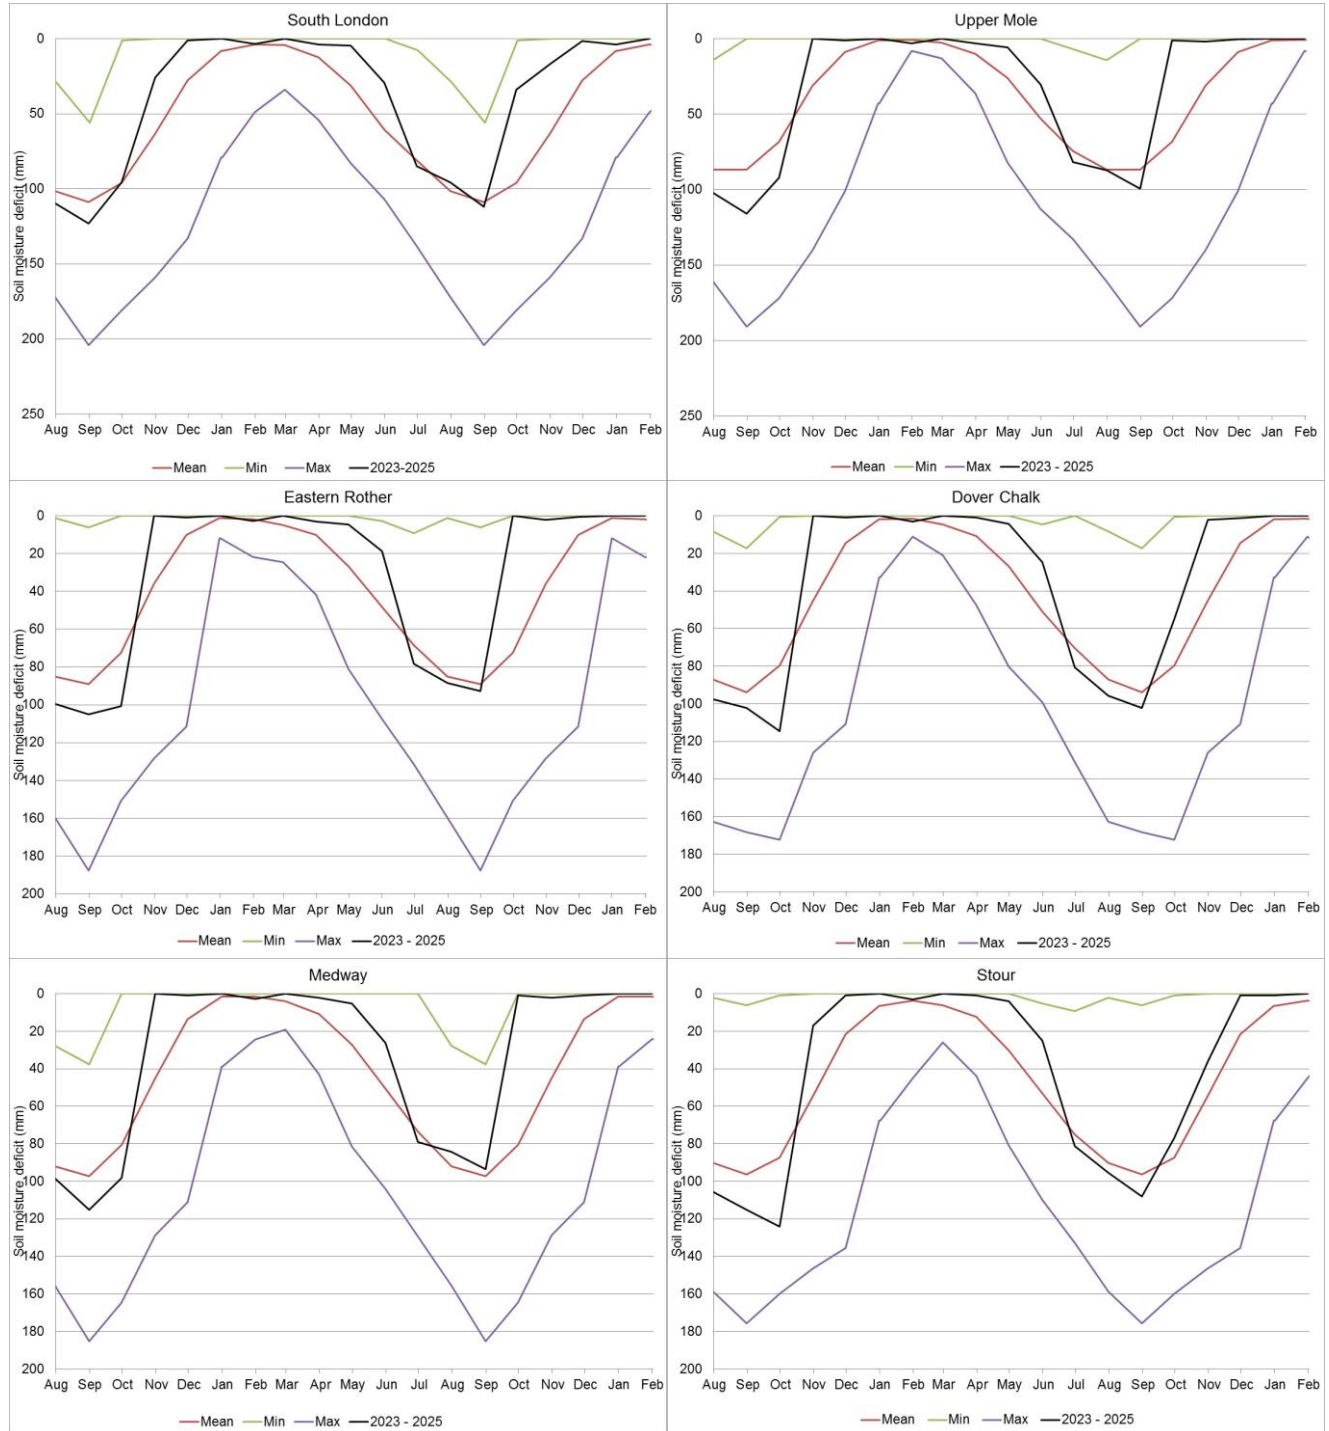 South London
Soil moisture deficit (mm)
0
50
100
150
200
250
Aug Sep Oct Nov Dec Jan Feb Mar Apr May Jun Jul Aug Sep Oct Nov Dec Jan Feb
Mean Min Max 2023-2025
Upper Mole
Soil moisture deficit (mm)
0
50
100
150
200
250
Aug Sep Oct Nov Dec Jan Feb Mar Apr May Jun Jul Aug Sep Oct Nov Dec Jan Feb
Mean Min Max 2023 - 2025
Eastern Rother
Soil moisture deficit (mm)
0
20
40
60
80
100
120
140
160
180
200
Aug Sep Oct Nov Dec Jan Feb Mar Apr May Jun Jul Aug Sep Oct Nov Dec Jan Feb
Mean Min Max 2023 - 2025
Dover Chalk
Soil moisture deficit (mm)
0
20
40
60
80
100
120
140
160
180
200
Aug Sep Oct Nov Dec Jan Feb Mar Apr May Jun Jul Aug Sep Oct Nov Dec Jan Feb
Mean Min Max 2023 - 2025
Medway
Soil moisture deficit (mm)
0
20
40
60
80
100
120
140
160
180
200
Aug Sep Oct Nov Dec Jan Feb Mar Apr May Jun Jul Aug Sep Oct Nov Dec Jan Feb
Mean Min Max 2023 - 2025
Stour
Soil moisture deficit (mm)
0
20
40
60
80
100
120
140
160
180
200
Aug Sep Oct Nov Dec Jan Feb Mar Apr May Jun Jul Aug Sep Oct Nov Dec Jan Feb
Mean Min Max 2023 - 2025